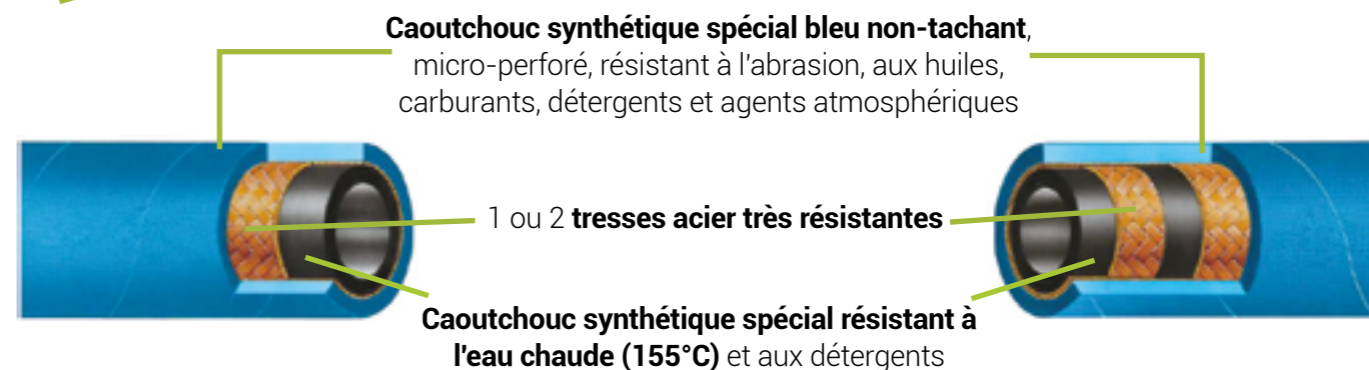 Caoutchouc synthétique spécial bleu non-tachant,
micro-perforé, résistant à l'abrasion, aux huiles,
carburants, détergents et agents atmosphériques
1 ou 2 tresses acier très résistantes
Caoutchouc synthétique spécial résistant à
l'eau chaude (155°C) et aux détergents